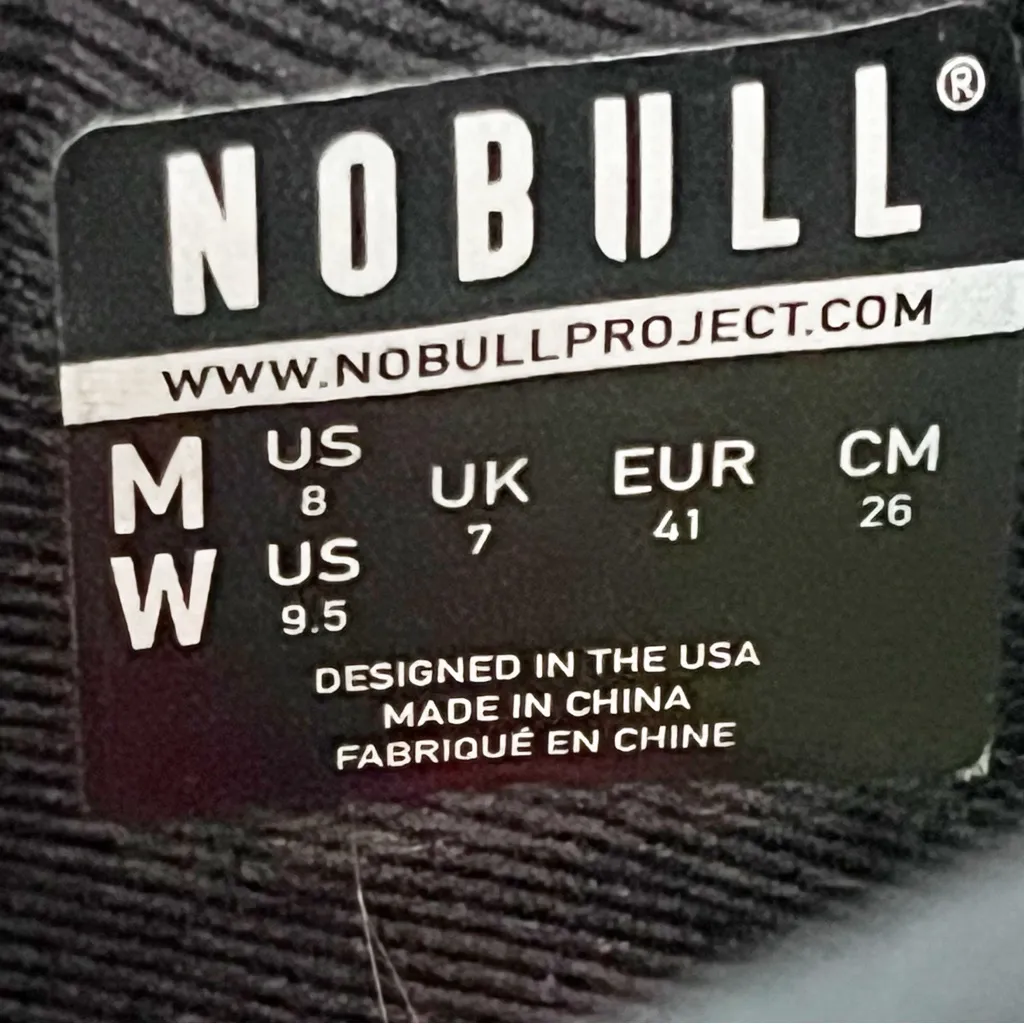 NOBULL®
WWW.NOBULLPROJECT.COM
M US UK EUR CM
8 7 41 26
W US
9.5
DESIGNED IN THE USA
MADE IN CHINA
FABRIQUÉ EN CHINE